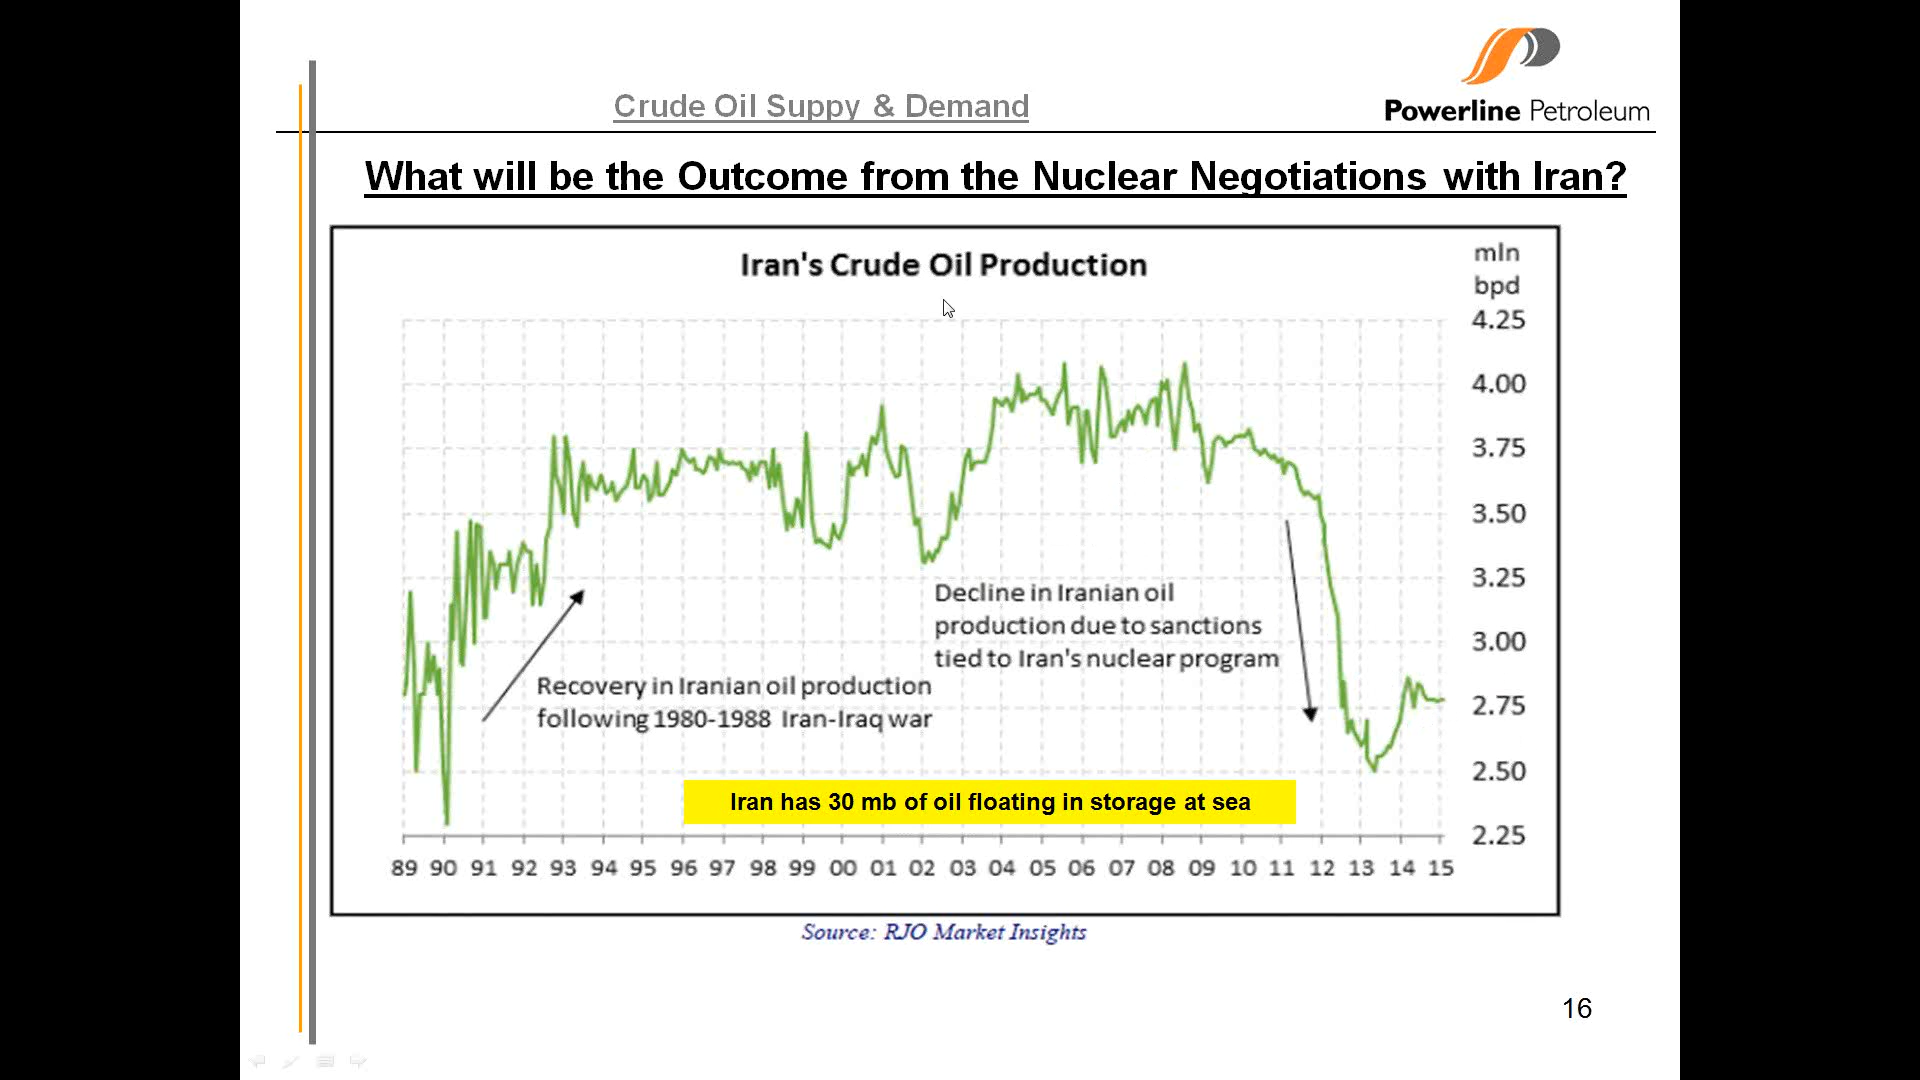 Powerline Petroleum
Crude Oil Suppy & Demand
What will be the Outcome from the Nuclear Negotiations with Iran?
Iran's Crude Oil Production
mln
bpd
4.25
4.00
3.75
3.50
3.25
3.00
2.75
2.50
2.25
Decline in Iranian oil
production due to sanctions
tied to Iran's nuclear program
Recovery in Iranian oil production
following 1980-1988 Iran-Iraq war
Iran has 30 mb of oil floating in storage at sea
89 90 91 92 93 94 95 96 97 98 99 00 01 02 03 04 05 06 07 08 09 10 11 12 13 14 15
Source: RJO Market Insights
16